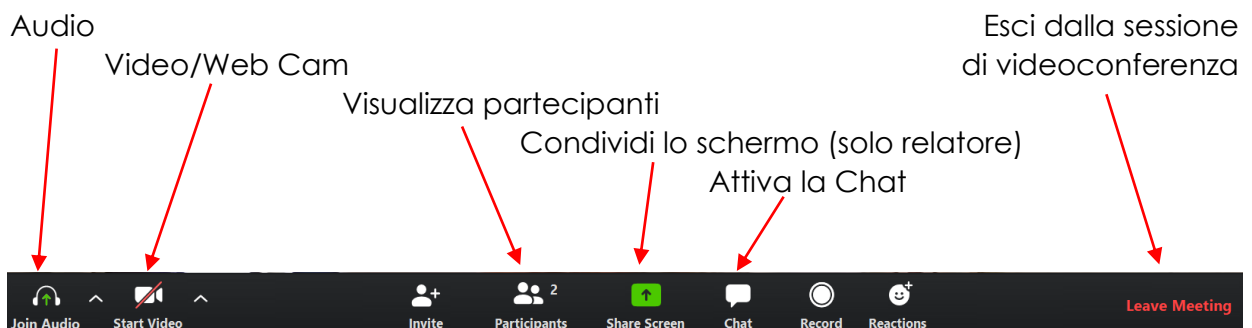 Audio
Esci dalla sessione
di videoconferenza
Video/Web Cam
Visualizza partecipanti
Condividi lo schermo (solo relatore)
Attiva la Chat
Join Audio Start Video Invite Participants 2 Share Screen Chat Record Reactions Leave Meeting